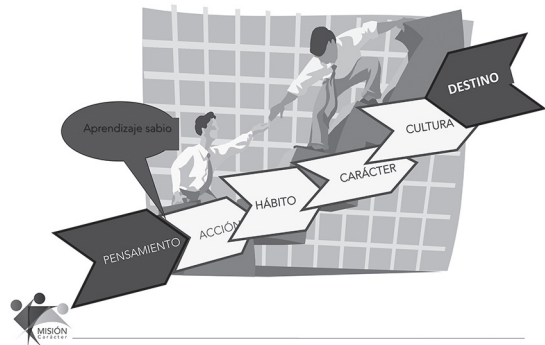 DESTINO
CULTURA
CARÁCTER
HÁBITO
ACCIÓN
PENSAMIENTO
Aprendizaje sabio
MISIÓN
Carácter